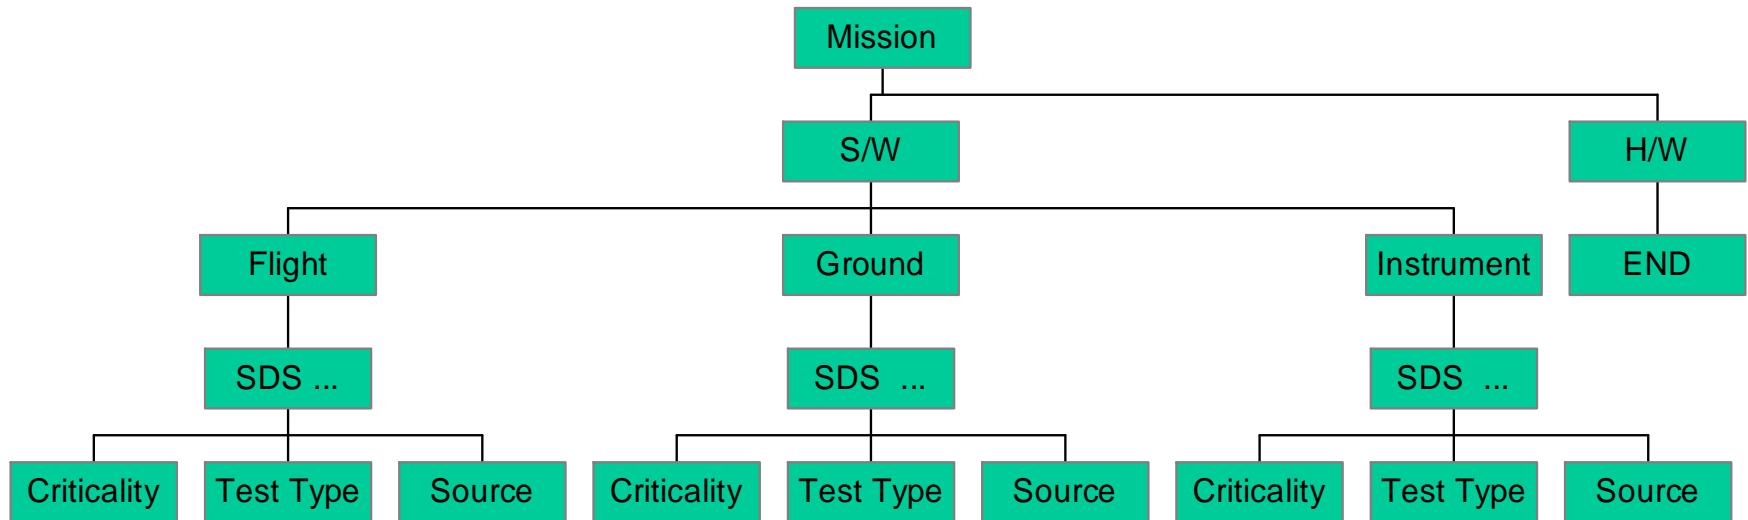 Mission
S/W
H/W
Flight
Ground
Instrument
END
SDS ...
SDS ...
SDS ...
Criticality
Test Type
Source
Criticality
Test Type
Source
Criticality
Test Type
Source